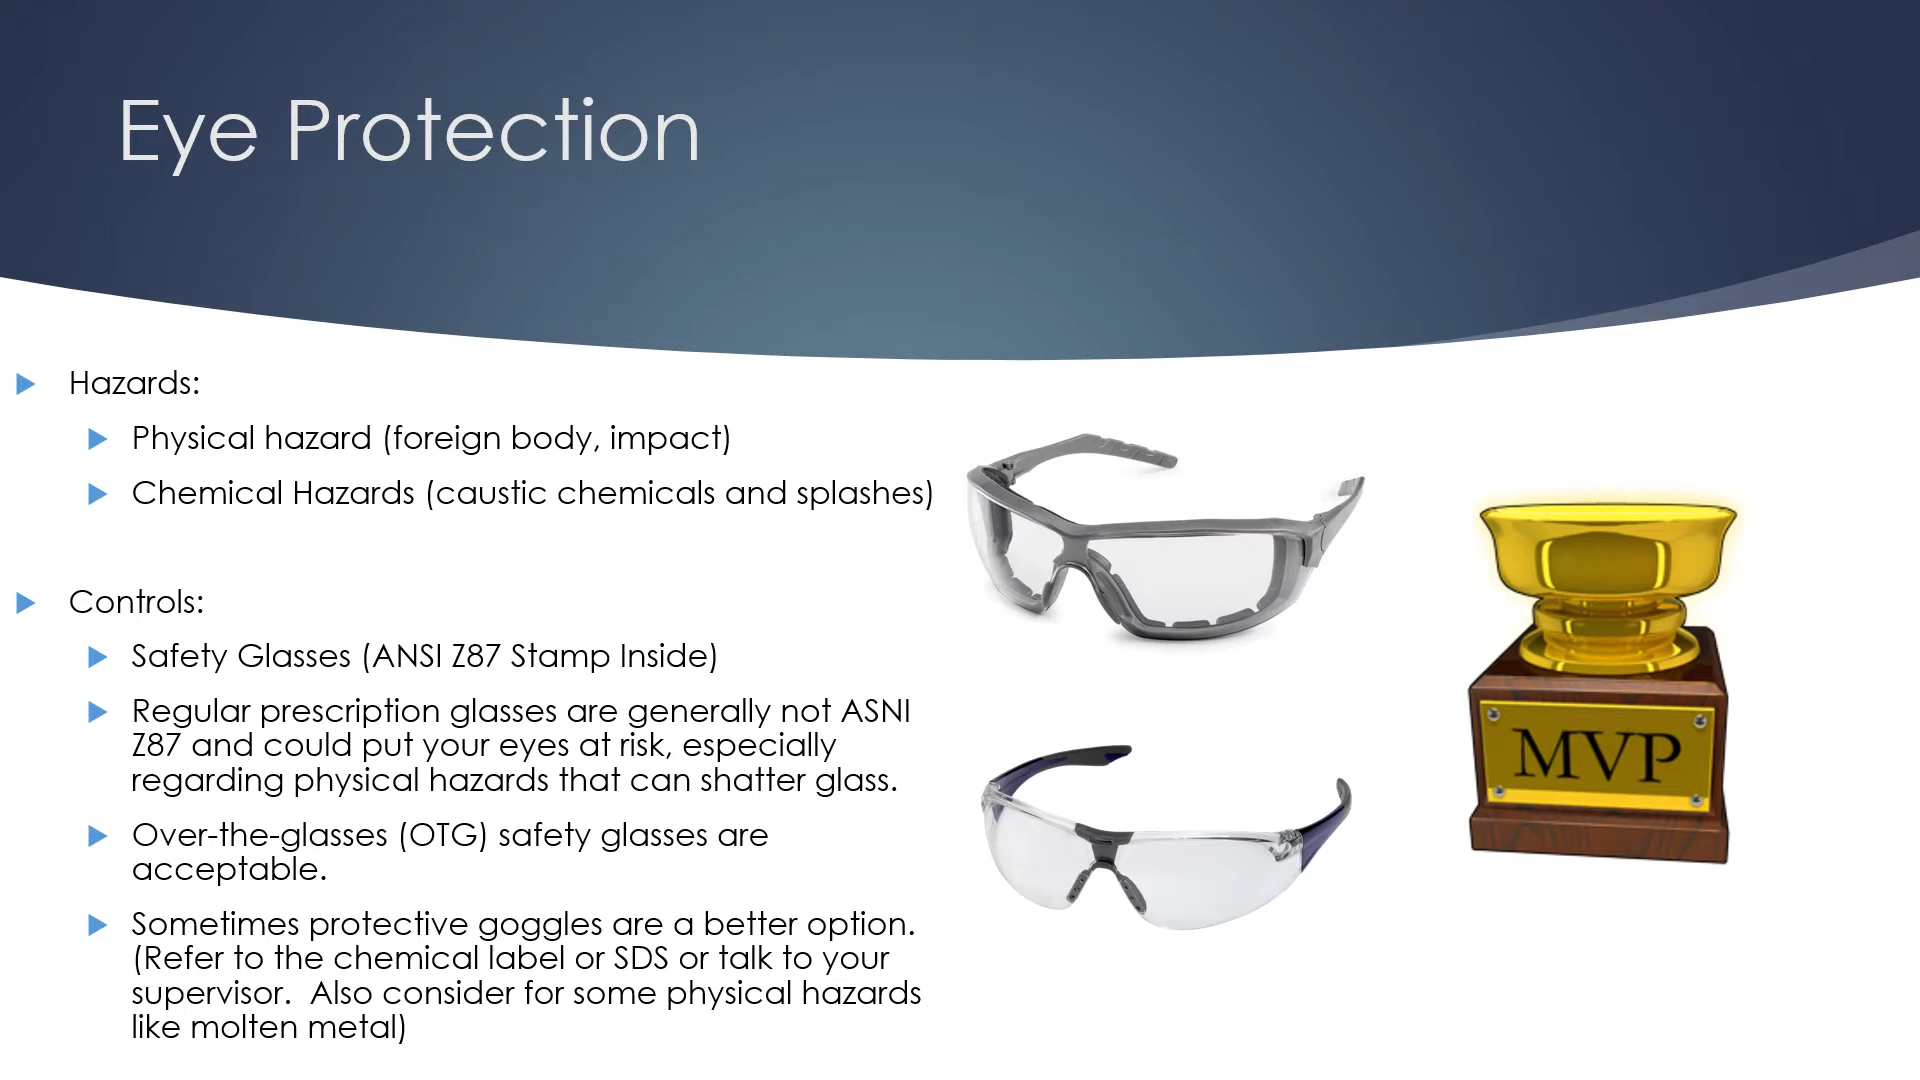 Eye Protection
Hazards:
Physical hazard (foreign body, impact)
Chemical Hazards (caustic chemicals and splashes)
Controls:
Safety Glasses (ANSI Z87 Stamp Inside)
Regular prescription glasses are generally not ASNI
Z87 and could put your eyes at risk, especially
regarding physical hazards that can shatter glass.
Over-the-glasses (OTG) safety glasses are
acceptable.
Sometimes protective goggles are a better option.
(Refer to the chemical label or SDS or talk to your
supervisor.  Also consider for some physical hazards
like molten metal)
MVP